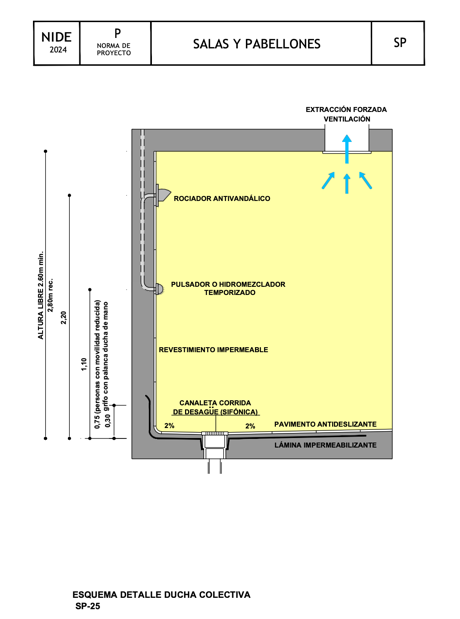 NIDE
2024
P
NORMA DE
PROYECTO
SALAS Y PABELLONES
SP
EXTRACCIÓN FORZADA
VENTILACIÓN
ROCIADOR ANTIVANDÁLICO
PULSADOR O HIDROMEZCLADOR
TEMPORIZADO
REVESTIMIENTO IMPERMEABLE
CANALETA CORRIDA
DE DESAGÜE (SIFÓNICA)
2%
2%
PAVIMENTO ANTIDESLIZANTE
LÁMINA IMPERMEABILIZANTE
ALTURA LIBRE 2.60m min.
2,80m rec.
2,20
1,10
0,75 (personas con movilidad reducida)
0,30 grifo con palanca ducha de mano
ESQUEMA DETALLE DUCHA COLECTIVA
SP-25